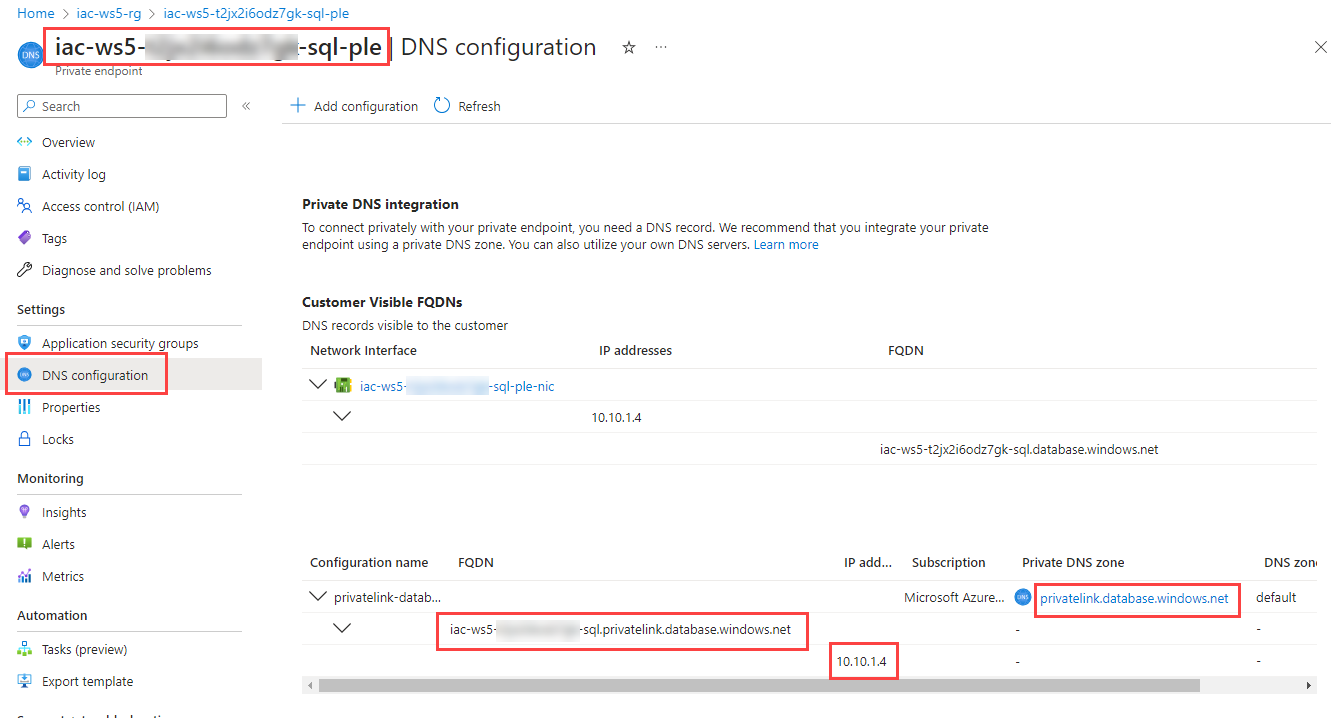 Home > iac-ws5-rg > iac-ws5-t2jx2i6odz7gk-sql-ple
DNS
iac-ws5- -sql-ple | DNS configuration
Private endpoint
Search
Add configuration Refresh
Overview
Activity log
Access control (IAM)
Tags
Diagnose and solve problems
Settings
Application security groups
DNS configuration
Properties
Locks
Monitoring
Insights
Alerts
Metrics
Automation
Tasks (preview)
Export template
Private DNS integration
To connect privately with your private endpoint, you need a DNS record. We recommend that you integrate your private
endpoint using a private DNS zone. You can also utilize your own DNS servers. Learn more
Customer Visible FQDNs
DNS records visible to the customer
Network Interface IP addresses FQDN
iac-ws5- -sql-ple-nic
10.10.1.4
iac-ws5-t2jx2i6odz7gk-sql.database.windows.net
Configuration name FQDN IP add... Subscription Private DNS zone DNS zon
privatelink-datab... Microsoft Azure... DNS privatelink.database.windows.net default
iac-ws5- -sql.privatelink.database.windows.net - -
10.10.1.4 - -